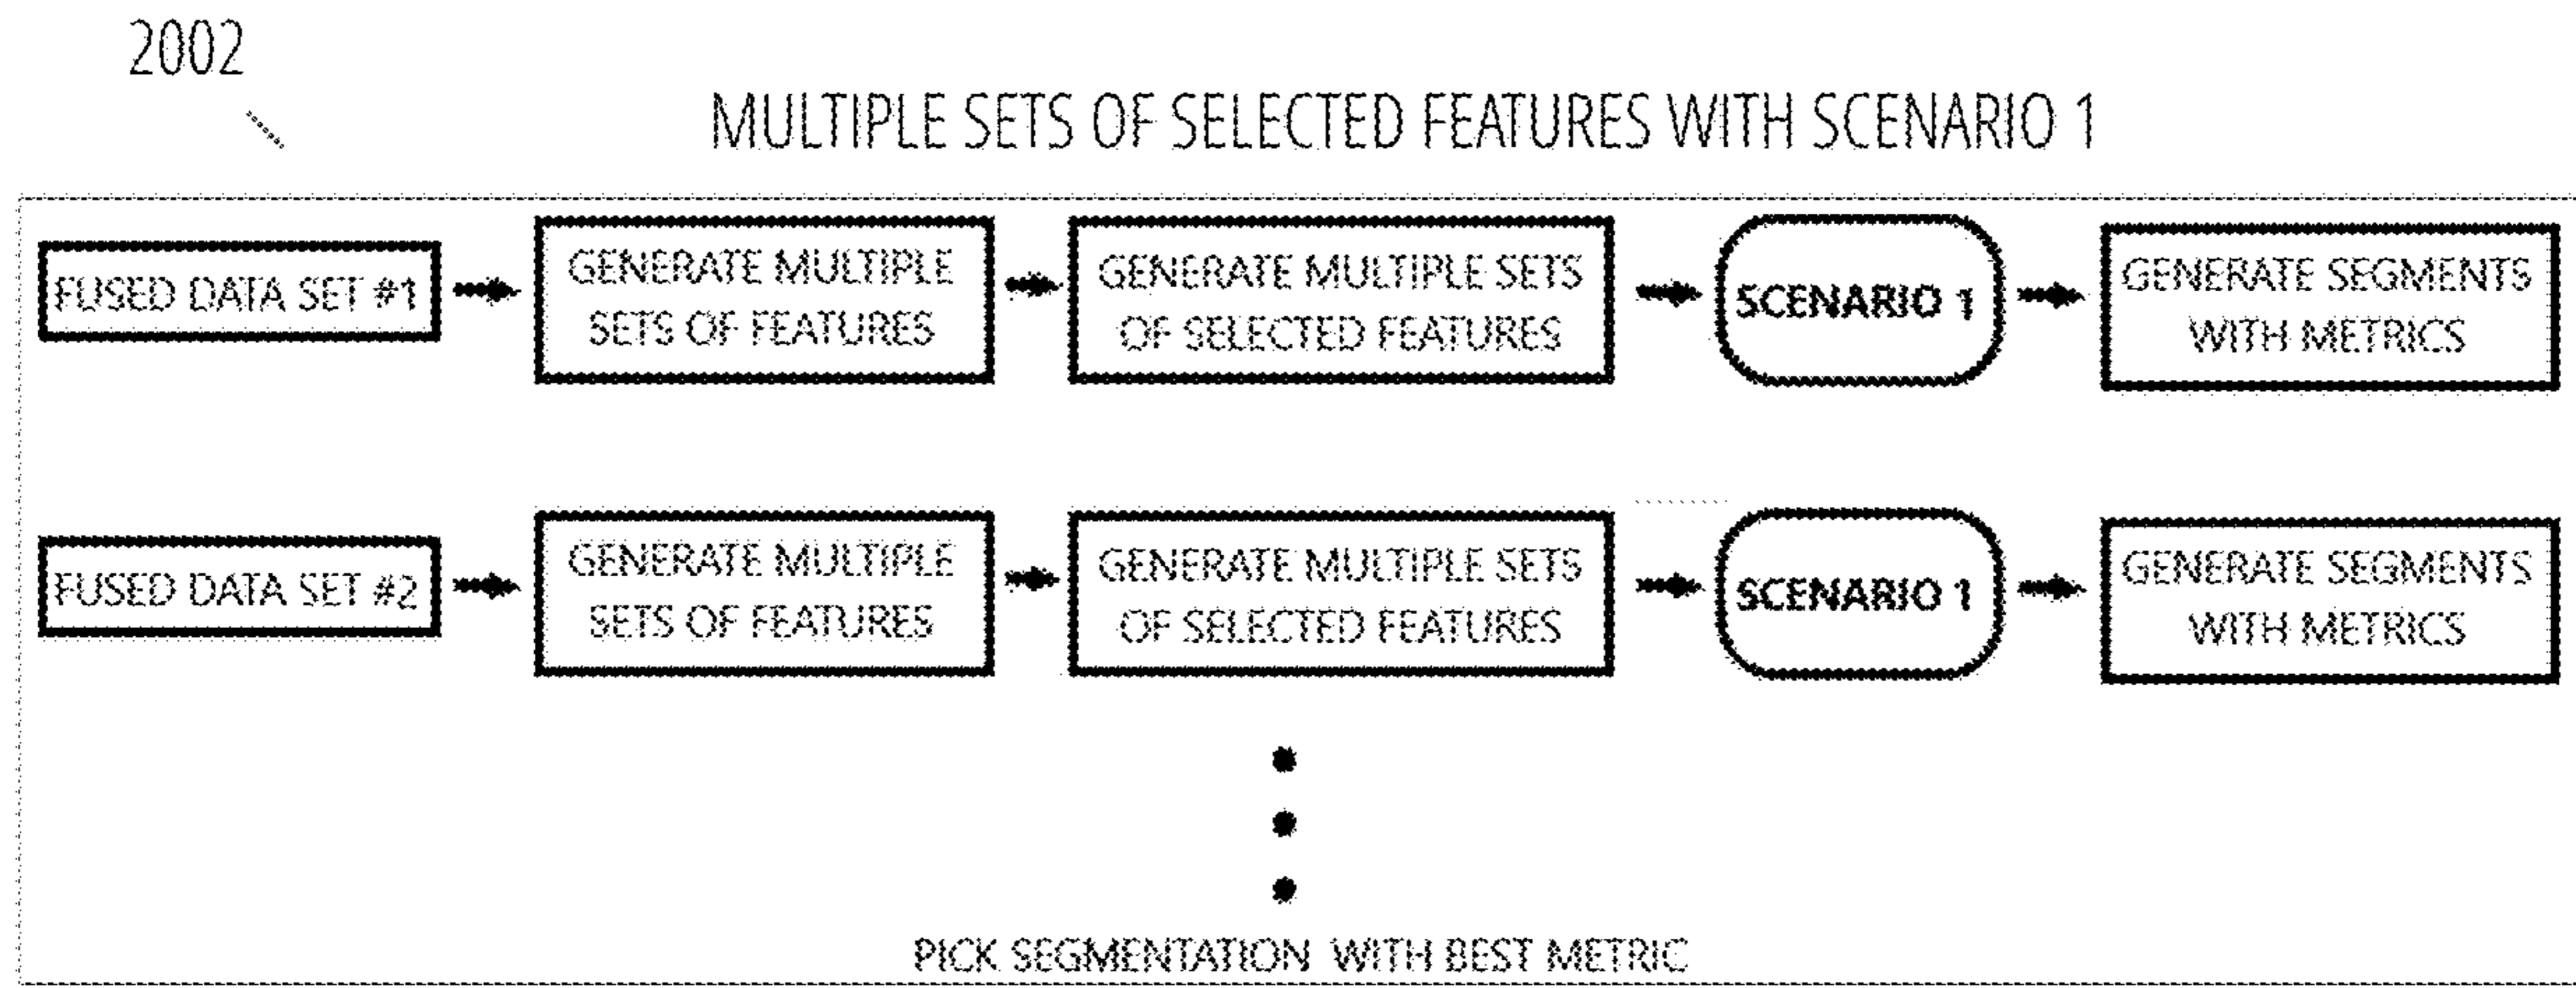 2002
MULTIPLE SETS OF SELECTED FEATURES WITH SCENARIO 1
FUSED DATA SET #1
GENERATE MULTIPLE
SETS OF FEATURES
GENERATE MULTIPLE SETS
OF SELECTED FEATURES
SCENARIO 1
GENERATE SEGMENTS
WITH METRICS
FUSED DATA SET #2
GENERATE MULTIPLE
SETS OF FEATURES
GENERATE MULTIPLE SETS
OF SELECTED FEATURES
SCENARIO 1
GENERATE SEGMENTS
WITH METRICS
PICK SEGMENTATION WITH BEST METRIC